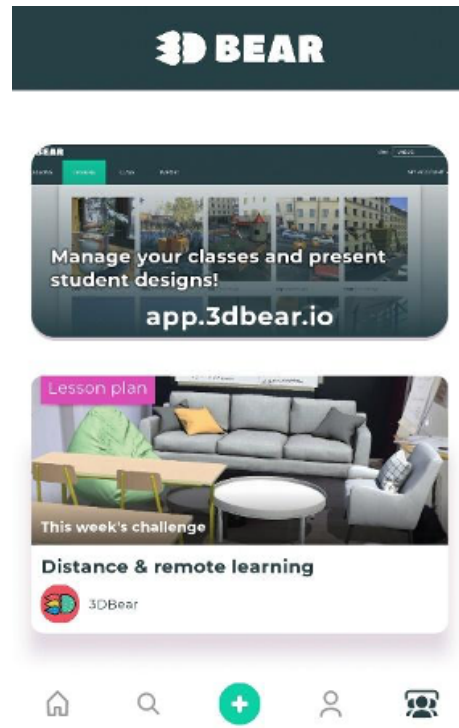 3D BEAR
BEAR
Manage your classes and present
student designs!
app.3dbear.io
Lesson plan
This week's challenge
Distance & remote learning
3DBear